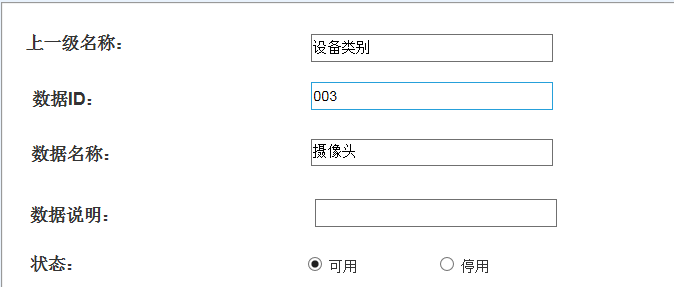 上一级名称: 设备类别
数据ID: 003
数据名称: 摄像头
数据说明:
状态: 可用 停用